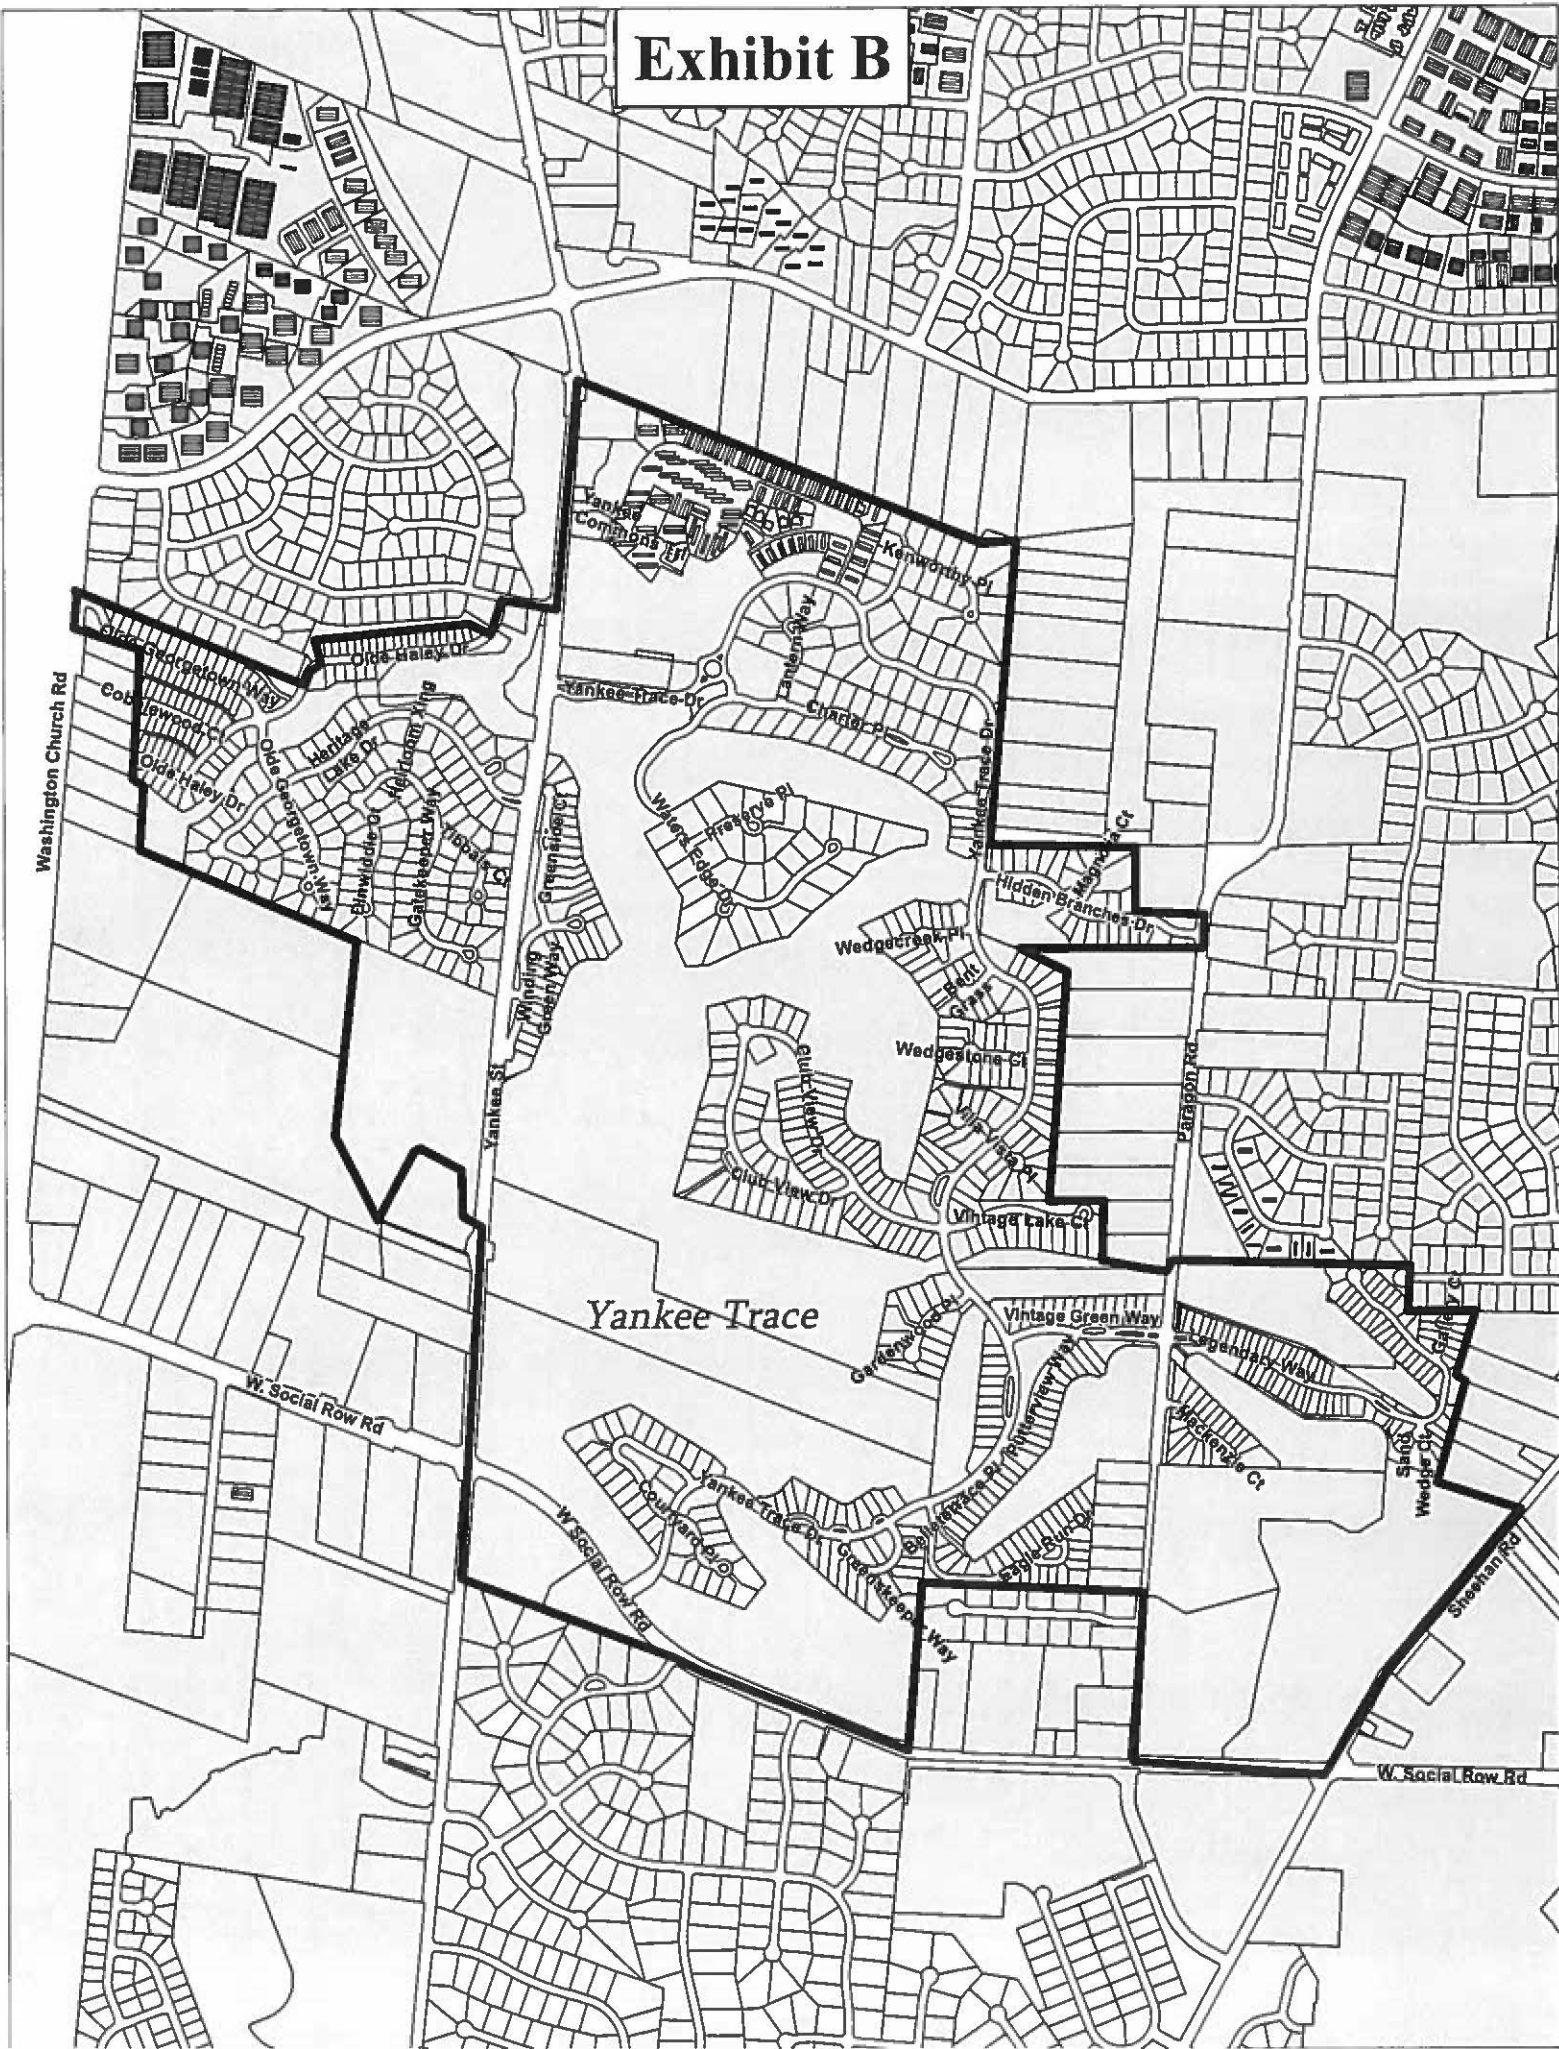 Exhibit B
Yankee
Commons Trl
Kenworthy Pl
Lantern Way
Olde
Georgetown Way
Olde Haley Dr
Yankee Trace Dr
Charter Pl
Cobblewood Ct
Heritage
Lake Dr
Heirloom Xing
Olde Haley Dr
Olde Georgetown Way
Washington Church Rd
Yankee Trace Dr
Waters Edge Dr
Preserve Pl
Greenside Ct
Tibbals Ct
Gatekeeper Way
Dinwiddie Ct
Magnolia Ct
Hidden Branches Dr
Wedgecreek Pl
Bent
Grass
Winding
Green Way
Wedgestone Ct
Club View Dr
Yankee St
Paragon Rd
Villa Vista Pl
Club View Dr
Vintage Lake Ct
Yankee Trace
Vintage Green Way
Gardenwood Pl
Legendary Way
Putterview Way
W. Social Row Rd
Mackenzie Ct
Sand
Wedge Ct
Yankee Trace Dr
Courtyard Pl
W Social Row Rd
Greenskeeper Way
Eagle Run Dr
Sheehan Rd
W. Social Row Rd